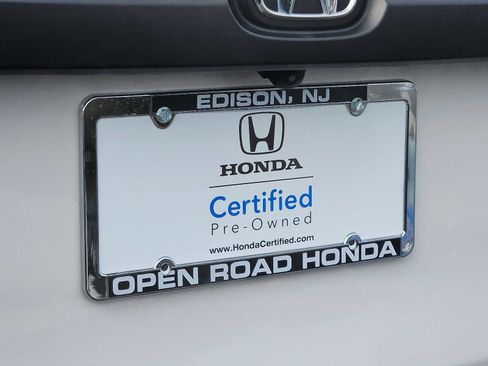 EDISON, NJ
HONDA
Certified
Pre-Owned
www.HondaCertified.com
OPEN ROAD HONDA